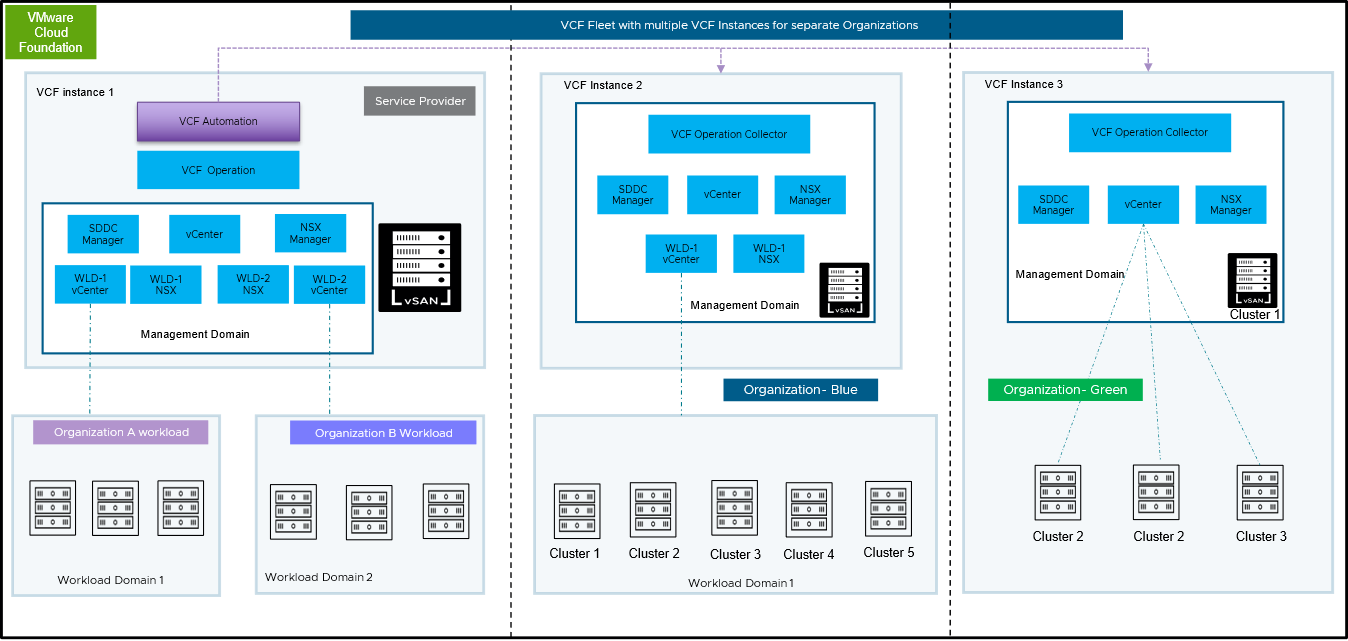 VMware
Cloud
Foundation
VCF Fleet with multiple VCF Instances for separate Organizations
VCF instance 1
Service Provider
VCF Automation
VCF Operation
SDDC
Manager
vCenter
NSX
Manager
WLD-1
vCenter
WLD-1
NSX
WLD-2
NSX
WLD-2
vCenter
Management Domain
vSAN
Organization A workload
Workload Domain 1
Organization B Workload
Workload Domain 2
VCF Instance 2
VCF Operation Collector
SDDC
Manager
vCenter
NSX
Manager
WLD-1
vCenter
WLD-1
NSX
Management Domain
vSAN
Organization- Blue
Cluster 1
Cluster 2
Cluster 3
Cluster 4
Cluster 5
Workload Domain 1
VCF Instance 3
VCF Operation Collector
SDDC
Manager
vCenter
NSX
Manager
Management Domain
vSAN
Cluster 1
Organization- Green
Cluster 2
Cluster 2
Cluster 3